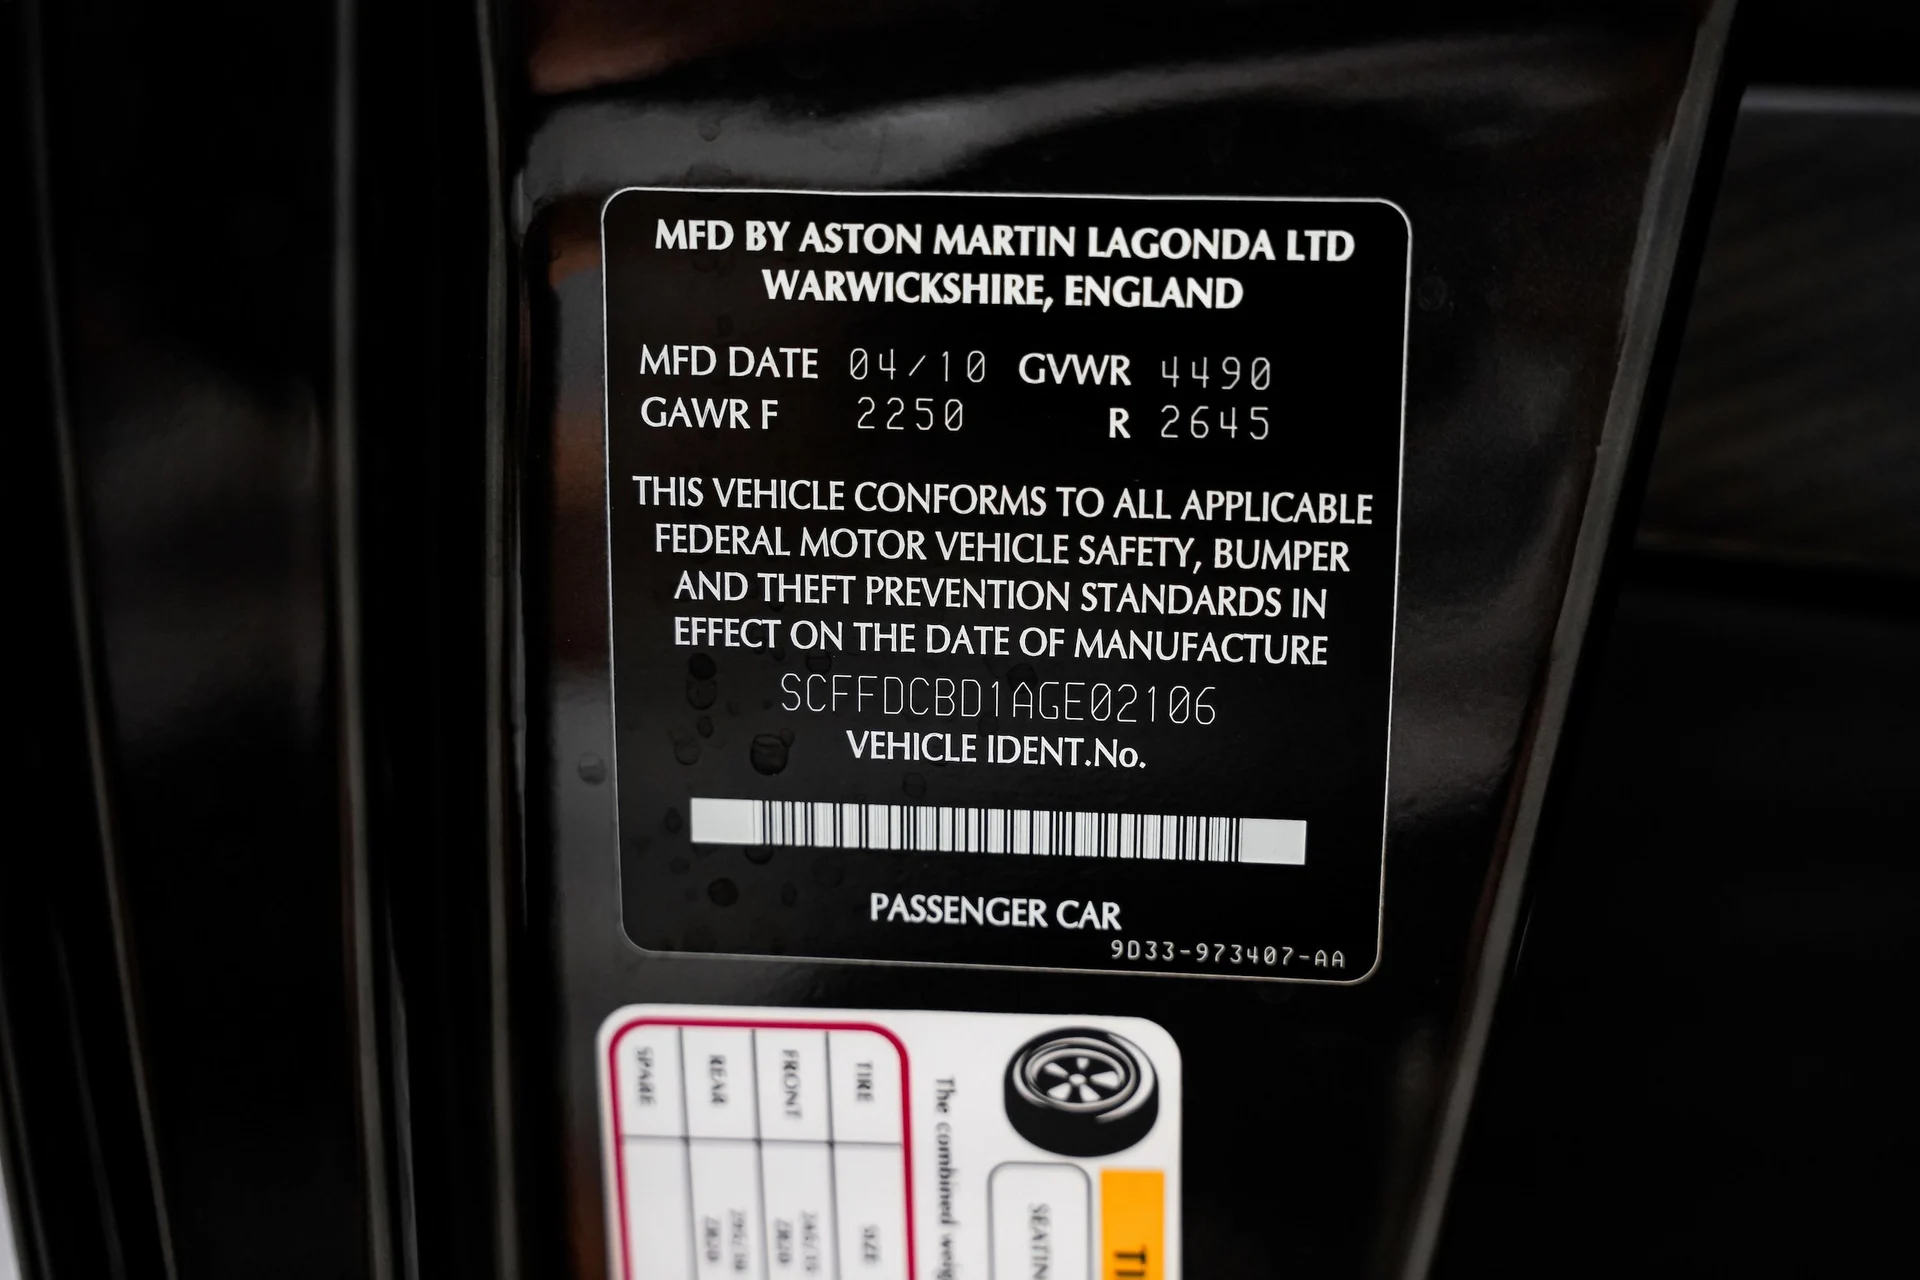 MFD BY ASTON MARTIN LAGONDA LTD
WARWICKSHIRE, ENGLAND
MFD DATE 04/10 GVWR 4490
GAWR F 2250 R 2645
THIS VEHICLE CONFORMS TO ALL APPLICABLE
FEDERAL MOTOR VEHICLE SAFETY, BUMPER
AND THEFT PREVENTION STANDARDS IN
EFFECT ON THE DATE OF MANUFACTURE
SCFFDCBD1AGE02106
VEHICLE IDENT.No.
PASSENGER CAR
9D33-973407-AA
The combined
TIRE SIZE
FRONT
REAR
SPARE